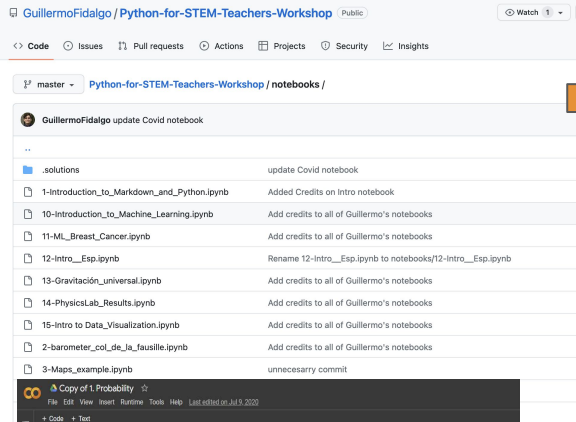 GuillermoFidalgo / Python-for-STEM-Teachers-Workshop Public Watch 1
Code Issues Pull requests Actions Projects Security Insights
master Python-for-STEM-Teachers-Workshop / notebooks /
GuillermoFidalgo update Covid notebook
..
.solutions update Covid notebook
1-Introduction_to_Markdown_and_Python.ipynb Added Credits on Intro notebook
10-Introduction_to_Machine_Learning.ipynb Add credits to all of Guillermo's notebooks
11-ML_Breast_Cancer.ipynb Add credits to all of Guillermo's notebooks
12-Intro__Esp.ipynb Rename 12-Intro__Esp.ipynb to notebooks/12-Intro__Esp.ipynb
13-Gravitación_universal.ipynb Add credits to all of Guillermo's notebooks
14-PhysicsLab_Results.ipynb Add credits to all of Guillermo's notebooks
15-Intro to Data_Visualization.ipynb Add credits to all of Guillermo's notebooks
2-barometer_col_de_la_fausille.ipynb Add credits to all of Guillermo's notebooks
3-Maps_example.ipynb unnecesarry commit
Copy of 1. Probability
File Edit View Insert Runtime Tools Help Last edited on Jul 9, 2020
+ Code + Text